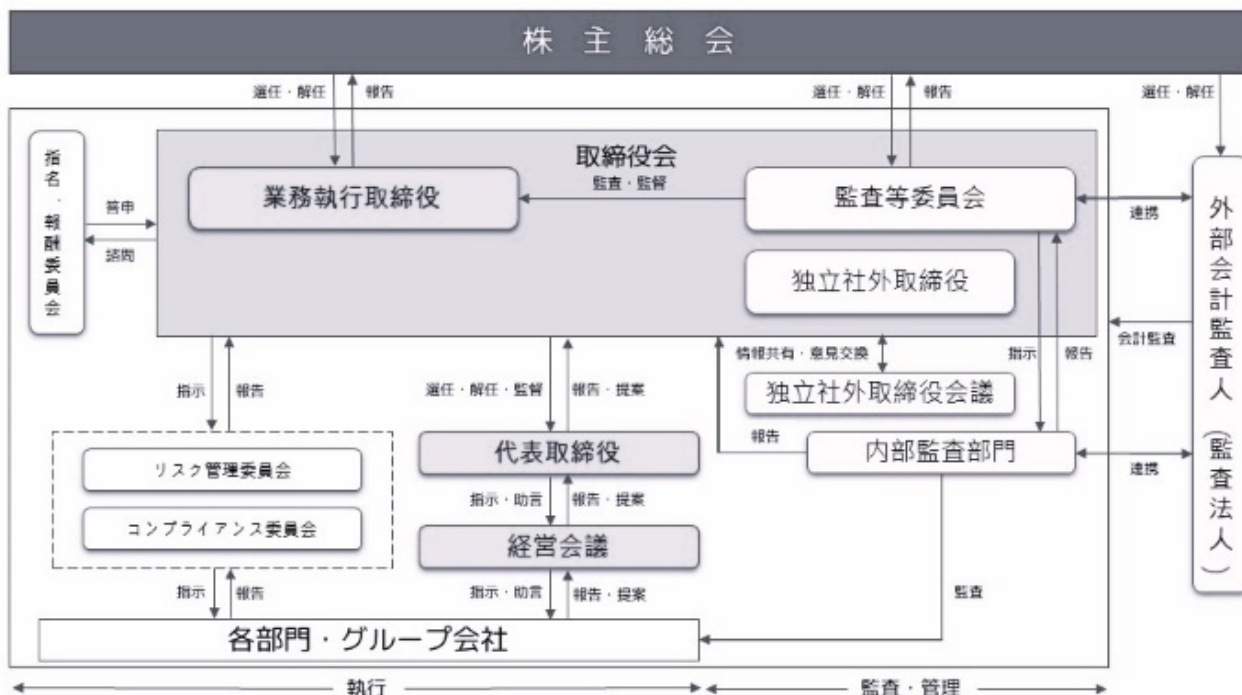 株主総会
選任・解任
報告
選任・解任
報告
選任・解任
指名・報酬委員会
答申
諮問
取締役会
業務執行取締役
監査・監督
監査等委員会
独立社外取締役
連携
外部会計監査人（監査法人）
会計監査
指示
報告
選任・解任・監督
報告・提案
情報共有・意見交換
指示
報告
独立社外取締役会議
リスク管理委員会
コンプライアンス委員会
代表取締役
報告
内部監査部門
連携
指示・助言
報告・提案
経営会議
指示
報告
指示・助言
報告・提案
監査
各部門・グループ会社
執行
監査・管理